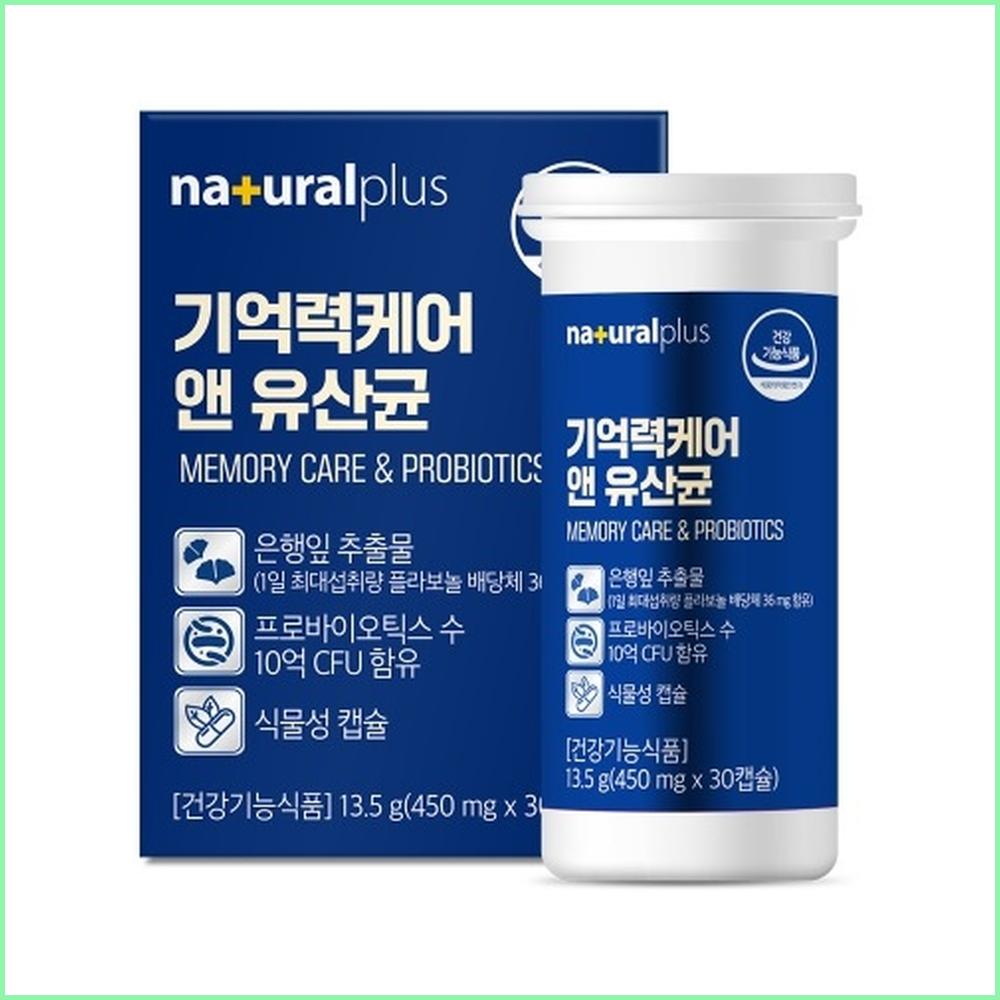 na+uralplus
기억력케어
앤 유산균
MEMORY CARE & PROBIOTICS
은행잎 추출물
(1일 최대섭취량 플라보놀 배당체 36
프로바이오틱스 수
10억 CFU 함유
식물성 캡슐
[건강기능식품] 13.5 g(450 mg x 30
na+uralplus
건강
기능식품
기억력케어
앤 유산균
MEMORY CARE & PROBIOTICS
은행잎 추출물
(1일 최대섭취량 플라보놀 배당체 36 mg 함유)
프로바이오틱스 수
10억 CFU 함유
식물성 캡슐
[건강기능식품]
13.5 g(450 mg x 30캡슐)